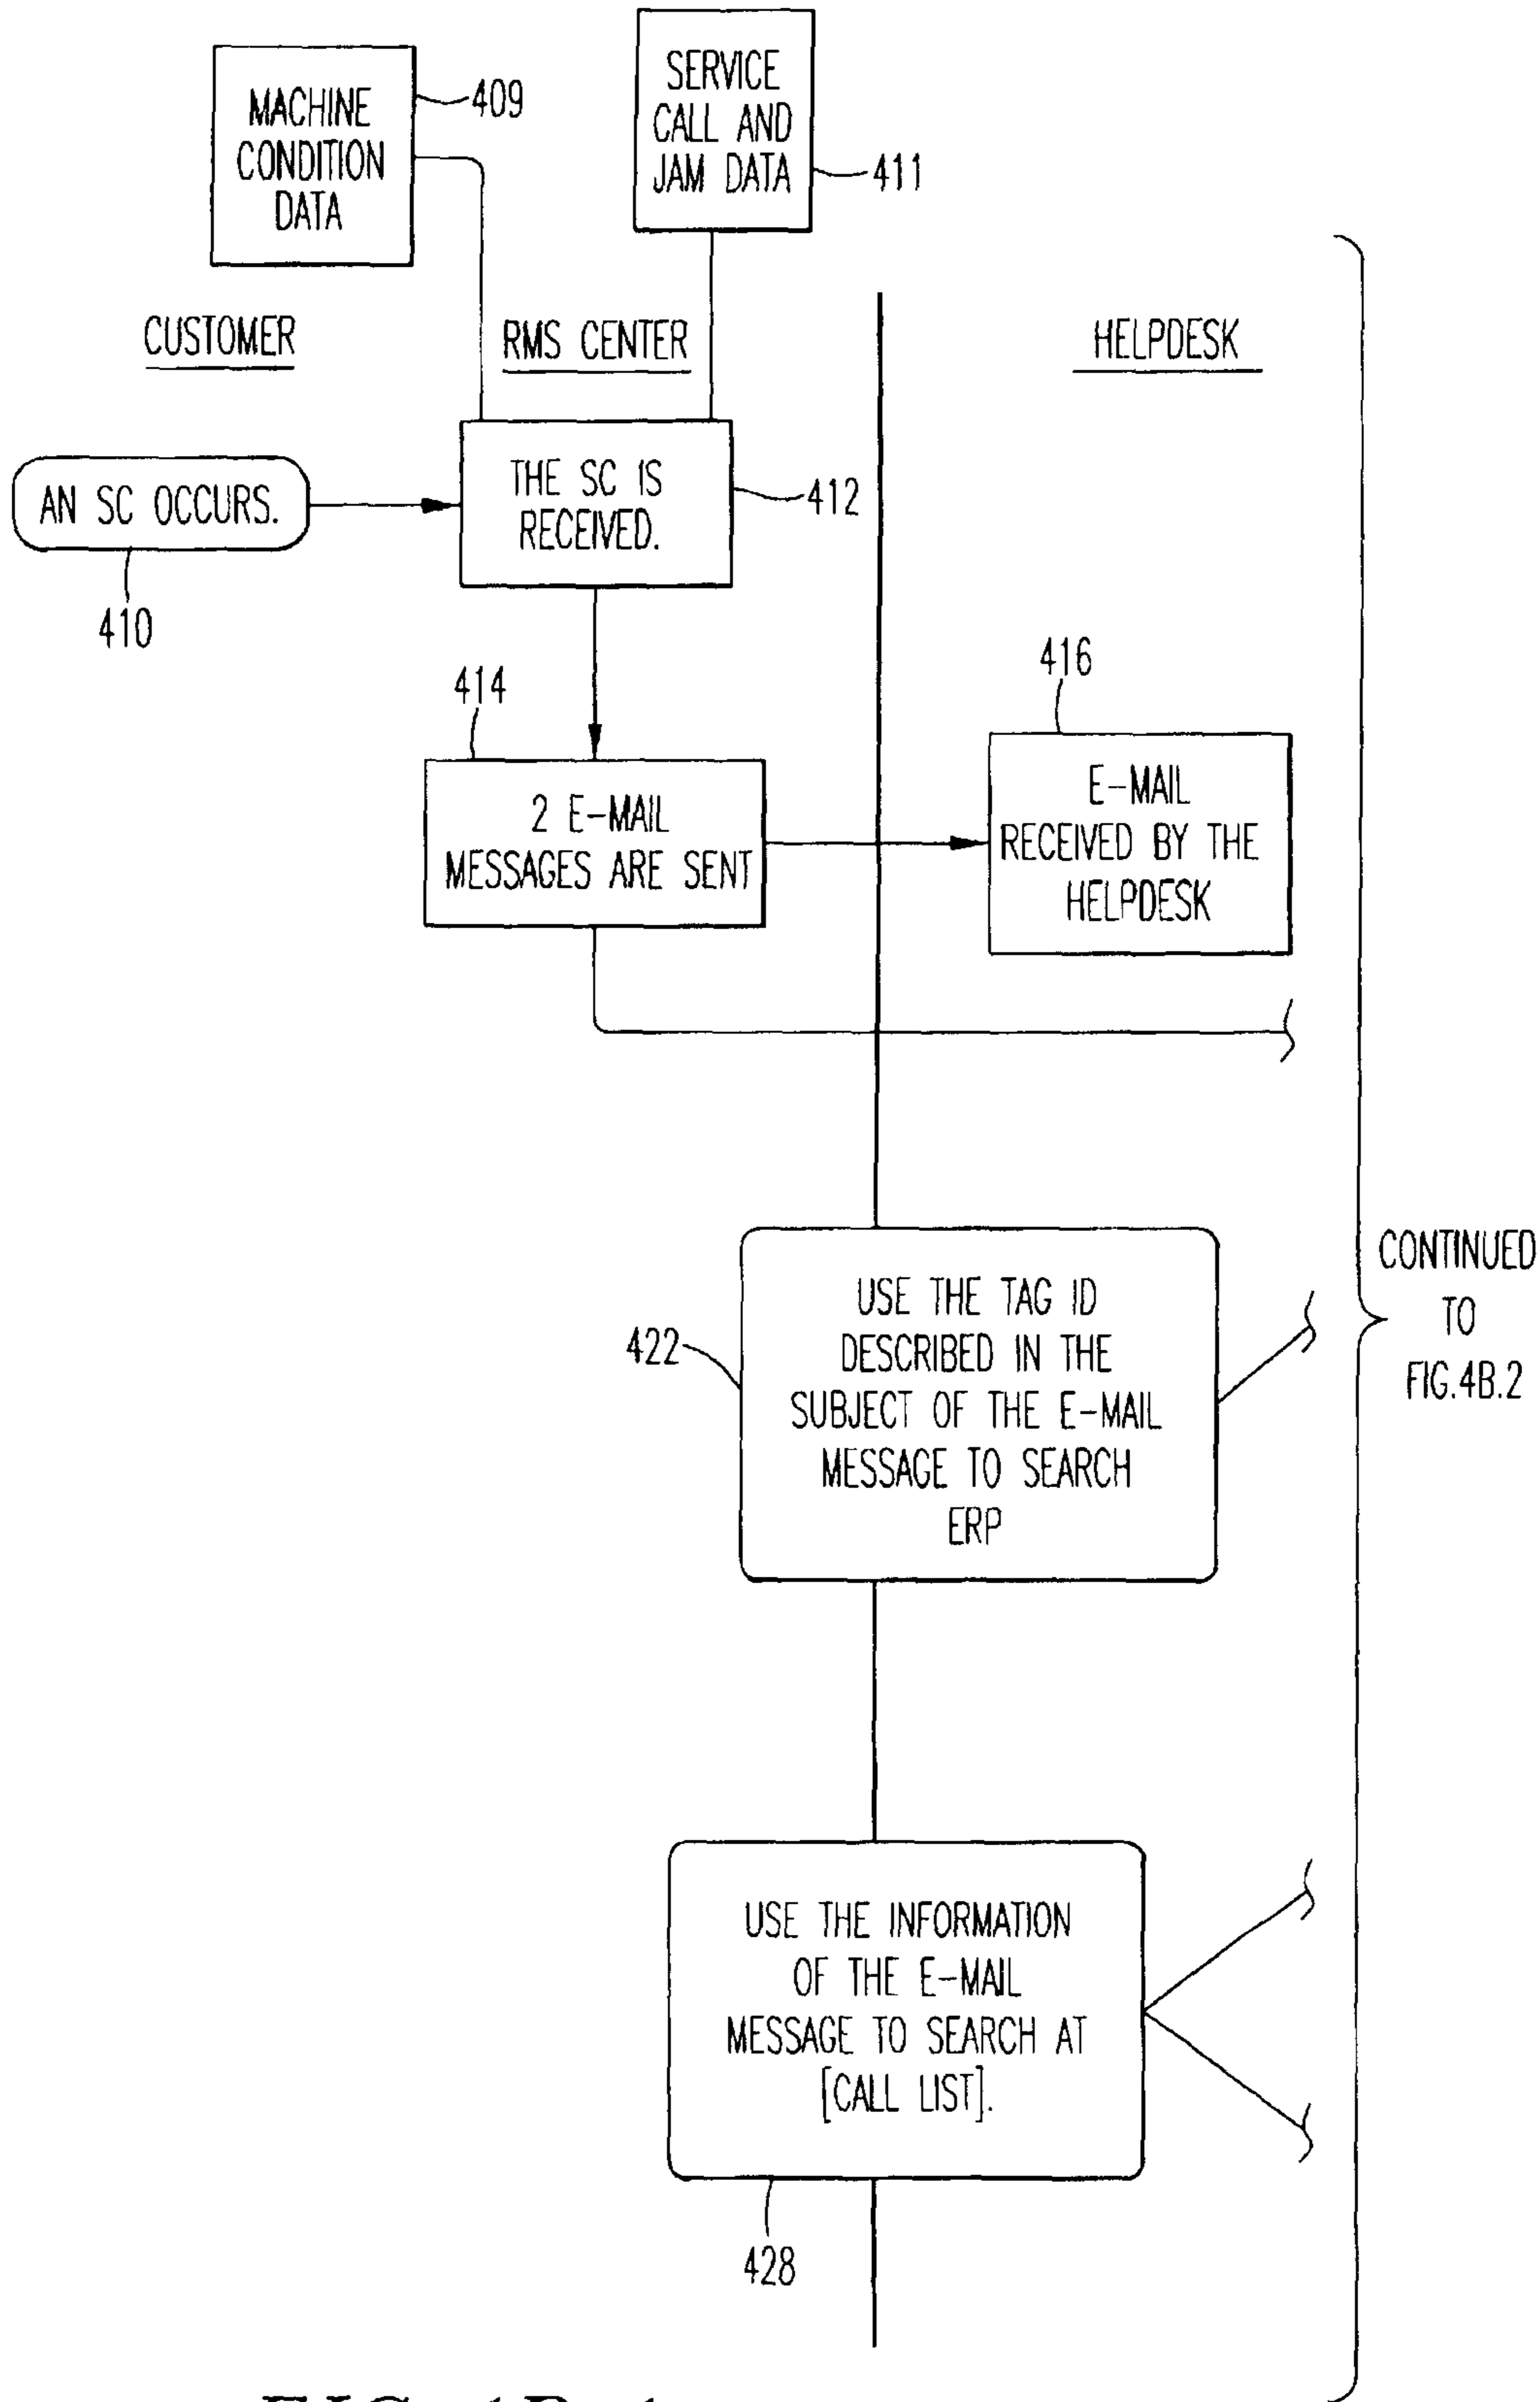 MACHINE
CONDITION
DATA
409
SERVICE
CALL AND
JAM DATA
411
CUSTOMER
RMS CENTER
HELPDESK
AN SC OCCURS.
410
THE SC IS
RECEIVED.
412
414
2 E-MAIL
MESSAGES ARE SENT
416
E-MAIL
RECEIVED BY THE
HELPDESK
422
USE THE TAG ID
DESCRIBED IN THE
SUBJECT OF THE E-MAIL
MESSAGE TO SEARCH
ERP
CONTINUED
TO
FIG.4B.2
USE THE INFORMATION
OF THE E-MAIL
MESSAGE TO SEARCH AT
[CALL LIST].
428